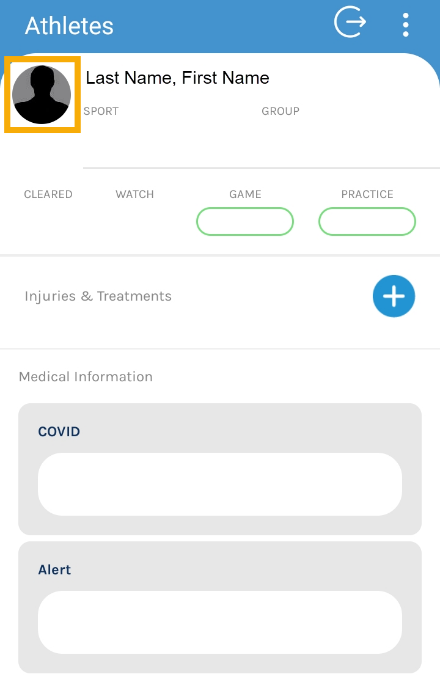 Athletes
Last Name, First Name
SPORT GROUP
CLEARED WATCH GAME PRACTICE
Injuries & Treatments
Medical Information
COVID
Alert